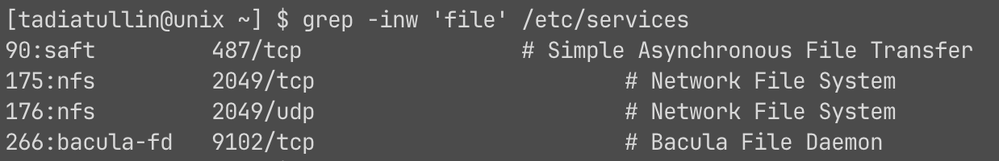 [tadiatullin@unix ~] $ grep -inw 'file' /etc/services
90:saft         487/tcp                 # Simple Asynchronous File Transfer
175:nfs         2049/tcp                        # Network File System
176:nfs         2049/udp                        # Network File System
266:bacula-fd   9102/tcp                        # Bacula File Daemon